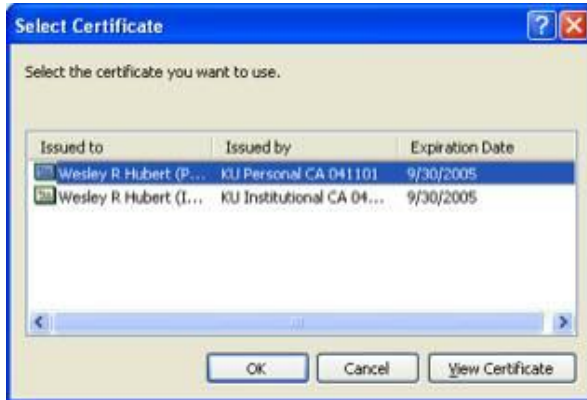 Select Certificate
Select the certificate you want to use.
Issued to Issued by Expiration Date
Wesley R Hubert (P... KU Personal CA 041101 9/30/2005
Wesley R Hubert (I... KU Institutional CA 04... 9/30/2005
OK Cancel View Certificate